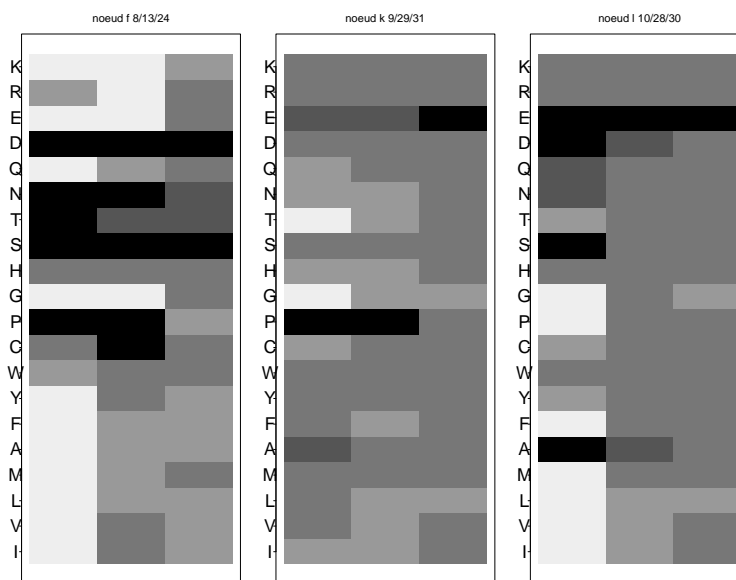 noeud f 8/13/24
K
R
E
D
Q
N
T
S
H
G
P
C
W
Y
F
A
M
L
V
I
noeud k 9/29/31
K
R
E
D
Q
N
T
S
H
G
P
C
W
Y
F
A
M
L
V
I
noeud l 10/28/30
K
R
E
D
Q
N
T
S
H
G
P
C
W
Y
F
A
M
L
V
I